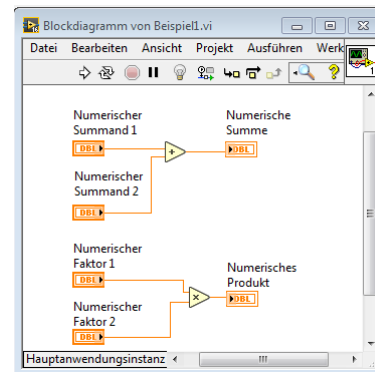 Blockdiagramm von Beispiel1.vi
Datei Bearbeiten Ansicht Projekt Ausführen Werk
1
Numerischer
Summand 1
DBL
Numerische
Summe
DBL
+
Numerischer
Summand 2
DBL
Numerischer
Faktor 1
DBL
Numerisches
Produkt
DBL
×
Numerischer
Faktor 2
DBL
Hauptanwendungsinstanz